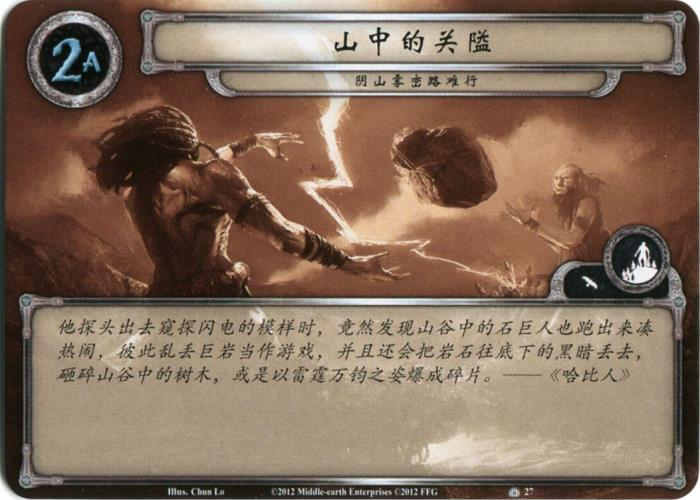 2A
山中的关隘
阴山雾峦路难行
他探头出去窥探闪电的模样时，竟然发现山谷中的石巨人也跑出来凑
热闹，彼此乱丢巨岩当作游戏，并且还会把岩石往底下的黑暗丢去，
砸碎山谷中的树木，或是以雷霆万钧之姿爆成碎片。——《哈比人》
Illus. Chun Lo ©2012 Middle-earth Enterprises ©2012 FFG 27